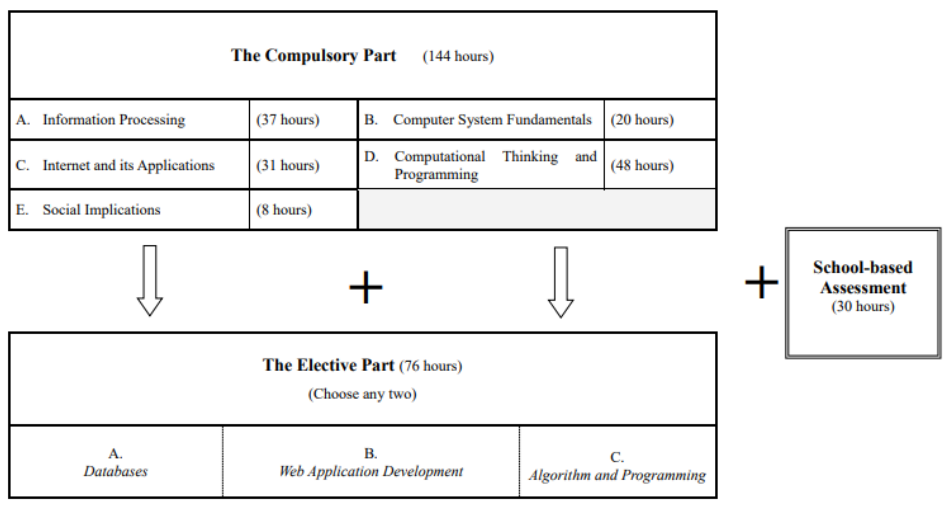 The Compulsory Part (144 hours)
A. Information Processing (37 hours) B. Computer System Fundamentals (20 hours)
C. Internet and its Applications (31 hours) D. Computational Thinking and
Programming (48 hours)
E. Social Implications (8 hours)
+
+
School-based
Assessment
(30 hours)
The Elective Part (76 hours)
(Choose any two)
A.
Databases
B.
Web Application Development
C.
Algorithm and Programming